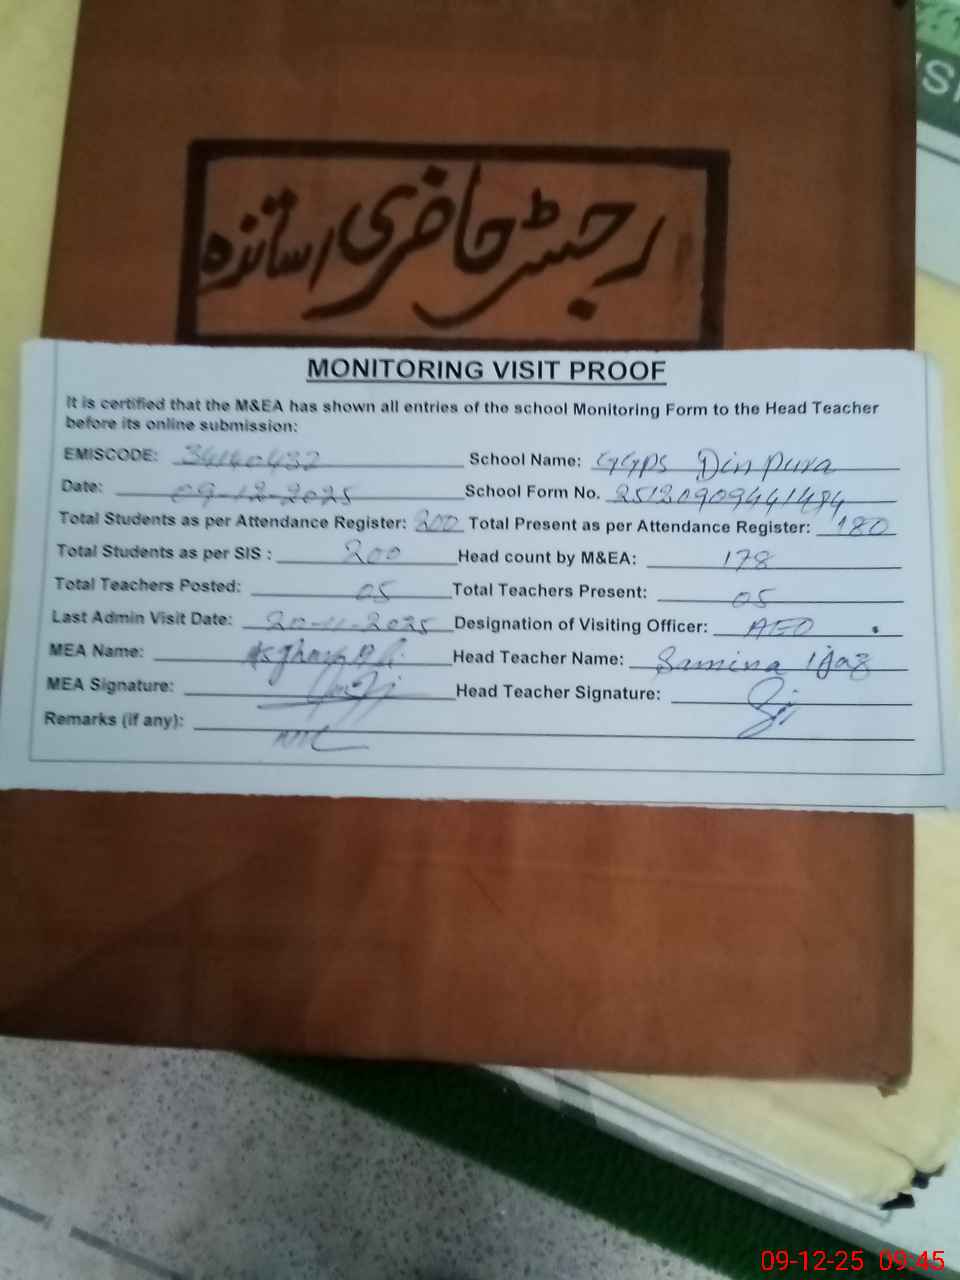 رجسٹر حاضری اساتذہ
MONITORING VISIT PROOF
It is certified that the M&EA has shown all entries of the school Monitoring Form to the Head Teacher
before its online submission:
EMISCODE: 34140432 School Name: GGPS Din Pura
Date: 09-12-2025 School Form No. 25120909441484
Total Students as per Attendance Register: 200 Total Present as per Attendance Register: 180
Total Students as per SIS : 200 Head count by M&EA: 178
Total Teachers Posted: 05 Total Teachers Present: 05
Last Admin Visit Date: 20-11-2025 Designation of Visiting Officer: AEO
MEA Name: Head Teacher Name: Samina Ijaz
MEA Signature: Head Teacher Signature:
Remarks (if any):
09-12-25 09:45